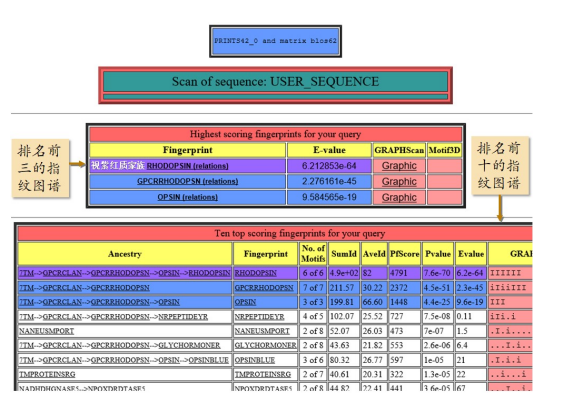 PRINTS42_0 and matrix blos62
Scan of sequence: USER_SEQUENCE
排名前三的指纹图谱
Highest scoring fingerprints for your query
Fingerprint E-value GRAPHScan Motif3D
视紫红质家族 RHODOPSIN (relations) 6.212853e-64 Graphic
GPCRRHODOPSN (relations) 2.276161e-45 Graphic
OPSIN (relations) 9.584565e-19 Graphic
排名前十的指纹图谱
Ten top scoring fingerprints for your query
Ancestry Fingerprint No. of Motifs SumId AveId PfScore Pvalue Evalue GRAI
7TM-->GPCRCLAN-->GPCRRHODOPSN-->OPSIN-->RHODOPSIN RHODOPSIN 6 of 6 4.9e+02 82 4791 7.6e-70 6.2e-64 IIIIII
7TM-->GPCRCLAN-->GPCRRHODOPSN GPCRRHODOPSN 7 of 7 211.57 30.22 2372 4.5e-51 2.3e-45 iIiiIII
7TM-->GPCRCLAN-->GPCRRHODOPSN-->OPSIN OPSIN 3 of 3 199.81 66.60 1448 4.4e-25 9.6e-19 III
7TM-->GPCRCLAN-->GPCRRHODOPSN-->NRPEPTIDEYR NRPEPTIDEYR 4 of 5 102.07 25.52 727 7.5e-08 0.11 iIi.i
NANEUSMPORT NANEUSMPORT 2 of 8 52.07 26.03 473 7e-07 1.5 .I.i....
7TM-->GPCRCLAN-->GPCRRHODOPSN-->GLYCHORMONER GLYCHORMONER 2 of 8 43.63 21.82 553 2.6e-06 6.4 ...I.i..
7TM-->GPCRCLAN-->GPCRRHODOPSN-->OPSIN-->OPSINBLUE OPSINBLUE 3 of 6 80.32 26.77 597 1e-05 21 .I.i.i
TMPROTEINSRG TMPROTEINSRG 2 of 7 40.61 20.31 322 1.3e-05 22 ..i...i
NADHDHGNASE5-->NPOXDRDTASE5 NPOXDRDTASE5 2 of 8 44.82 22.41 441 3.6e-05 67